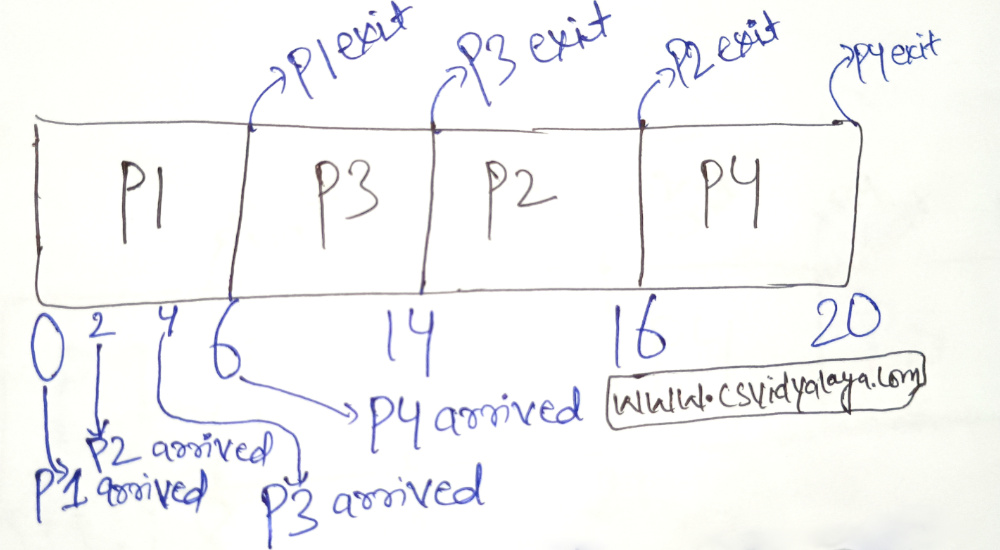 P1 exit P3 exit P2 exit P4 exit
P1 P3 P2 P4
0 2 4 6 14 16 20
www.csvidyalaya.com
P4 arrived
P2 arrived
P1 arrived
P3 arrived